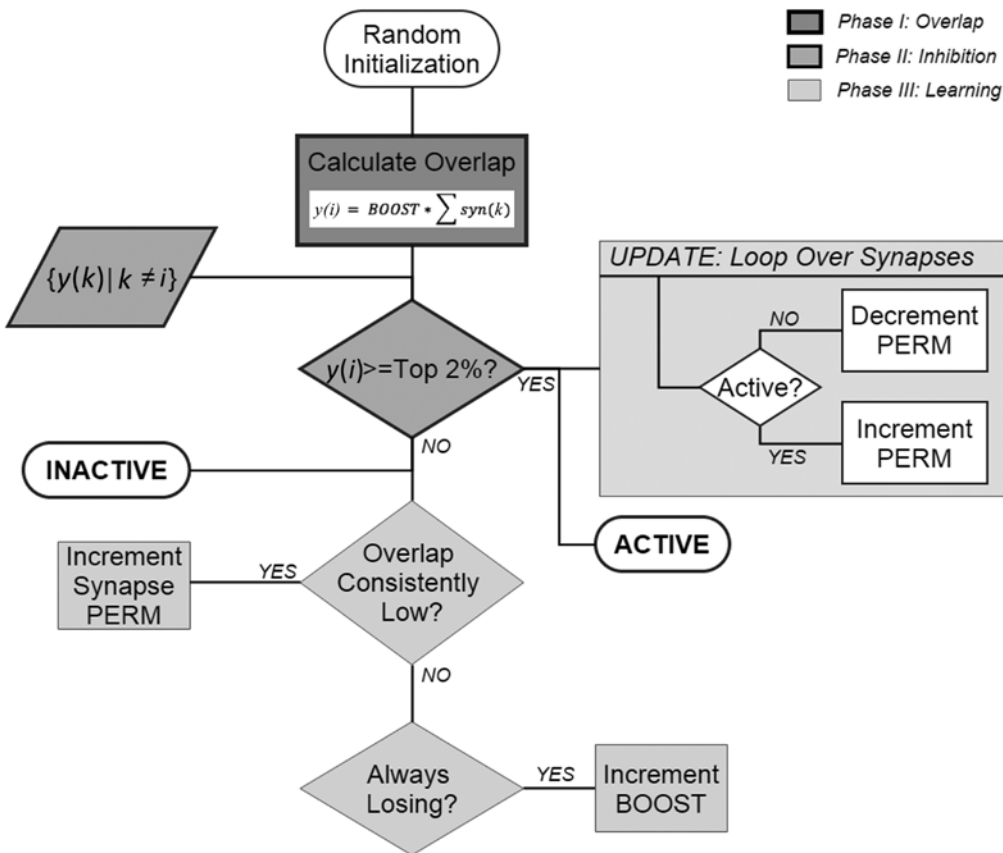 Random
Initialization
Phase I: Overlap
Phase II: Inhibition
Phase III: Learning
Calculate Overlap
y(i) = BOOST * ∑ syn(k)
{y(k)|k ≠ i}
y(i)>=Top 2%?
YES
NO
UPDATE: Loop Over Synapses
NO
Decrement
PERM
Active?
YES
Increment
PERM
INACTIVE
ACTIVE
Increment
Synapse
PERM
YES
Overlap
Consistently
Low?
NO
Always
Losing?
YES
Increment
BOOST